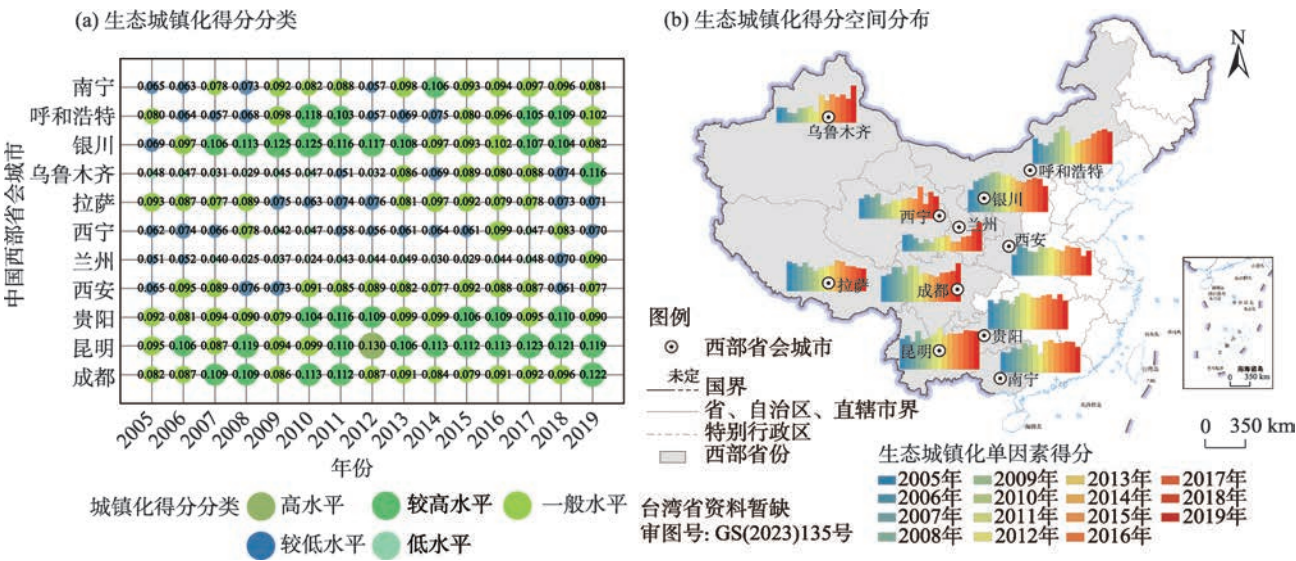 (a) 生态城镇化得分分类
中国西部省会城市
南宁 0.065 0.063 0.078 0.073 0.092 0.082 0.088 0.057 0.098 0.106 0.093 0.094 0.097 0.096 0.081
呼和浩特 0.080 0.064 0.057 0.068 0.098 0.118 0.103 0.057 0.069 0.075 0.080 0.096 0.105 0.109 0.102
银川 0.069 0.097 0.106 0.113 0.125 0.125 0.116 0.117 0.108 0.097 0.093 0.102 0.107 0.104 0.082
乌鲁木齐 0.048 0.047 0.031 0.029 0.045 0.047 0.051 0.032 0.086 0.069 0.089 0.080 0.088 0.074 0.116
拉萨 0.093 0.087 0.077 0.089 0.075 0.063 0.074 0.076 0.081 0.097 0.092 0.079 0.078 0.073 0.071
西宁 0.062 0.074 0.066 0.078 0.042 0.047 0.058 0.056 0.061 0.064 0.061 0.099 0.047 0.083 0.070
兰州 0.051 0.052 0.040 0.025 0.037 0.024 0.043 0.044 0.049 0.030 0.029 0.044 0.048 0.070 0.090
西安 0.065 0.095 0.089 0.076 0.073 0.091 0.085 0.089 0.082 0.077 0.092 0.088 0.087 0.061 0.077
贵阳 0.092 0.081 0.094 0.090 0.079 0.104 0.116 0.109 0.099 0.099 0.106 0.109 0.095 0.110 0.090
昆明 0.095 0.106 0.087 0.119 0.094 0.099 0.110 0.130 0.106 0.113 0.112 0.113 0.123 0.121 0.119
成都 0.082 0.087 0.109 0.109 0.086 0.113 0.112 0.087 0.091 0.084 0.079 0.091 0.092 0.096 0.122
2005 2006 2007 2008 2009 2010 2011 2012 2013 2014 2015 2016 2017 2018 2019
年份
城镇化得分分类 高水平 较高水平 一般水平
较低水平 低水平
(b) 生态城镇化得分空间分布
N
乌鲁木齐
呼和浩特
银川
西宁
兰州
西安
拉萨
成都
贵阳
昆明
南宁
图例
西部省会城市
未定
国界
省、自治区、直辖市界
特别行政区
西部省份
台湾省资料暂缺
审图号: GS(2023)135号
南海诸岛
0 350 km
0 350 km
生态城镇化单因素得分
2005年 2009年 2013年 2017年
2006年 2010年 2014年 2018年
2007年 2011年 2015年 2019年
2008年 2012年 2016年